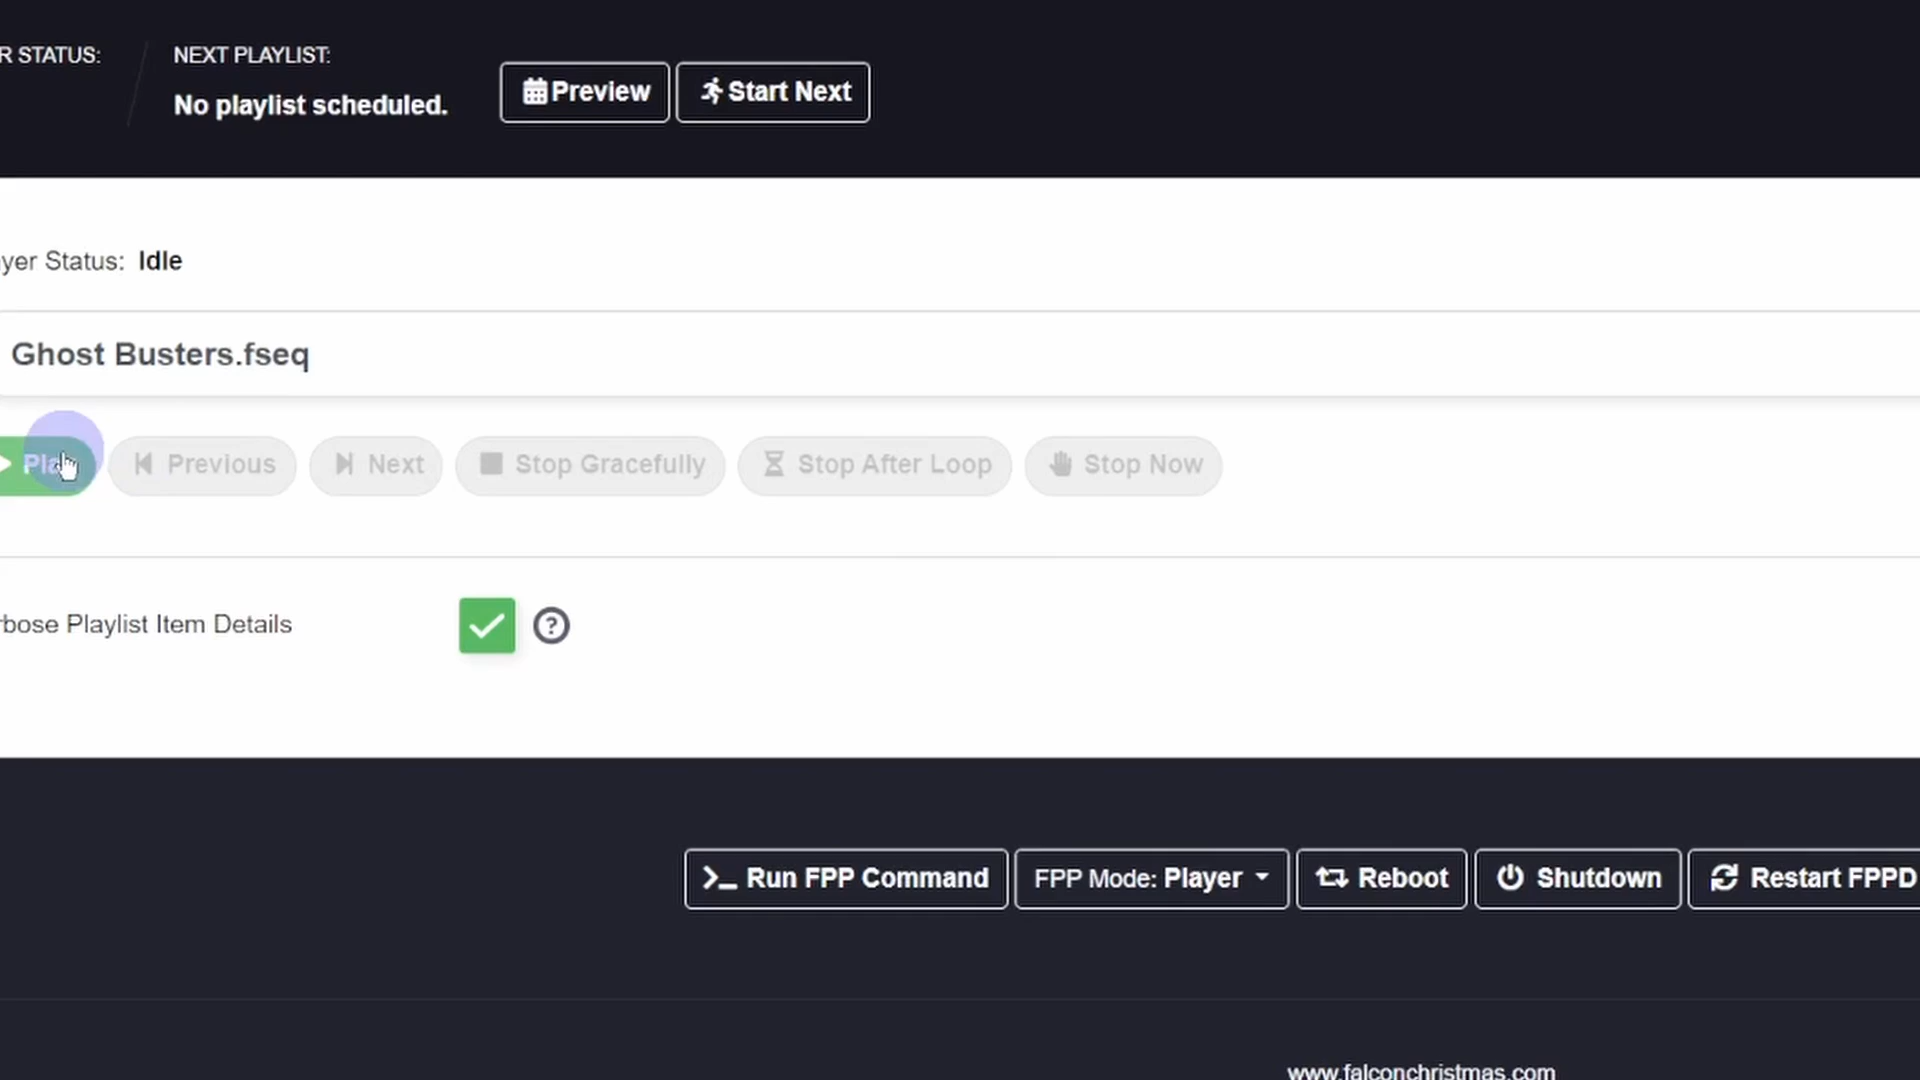 R STATUS:
NEXT PLAYLIST:
No playlist scheduled.
Preview
Start Next
yer Status: Idle
Ghost Busters.fseq
Play
Previous
Next
Stop Gracefully
Stop After Loop
Stop Now
rbose Playlist Item Details
?
Run FPP Command
FPP Mode: Player
Reboot
Shutdown
Restart FPPD
www.falconchristmas.com